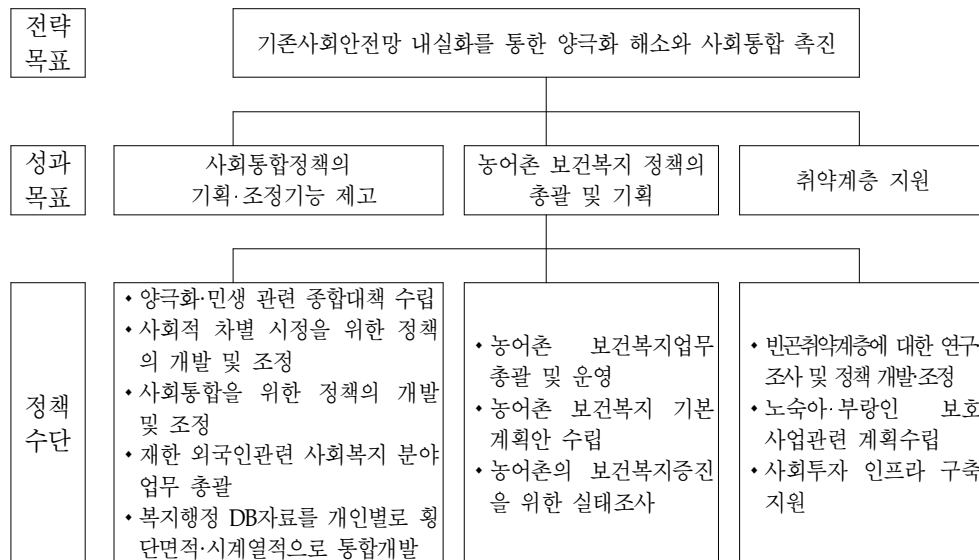 전략
목표
기존사회안전망 내실화를 통한 양극화 해소와 사회통합 촉진
성과
목표
사회통합정책의
기획·조정기능 제고
농어촌 보건복지 정책의
총괄 및 기획
취약계층 지원
정책
수단
• 양극화·민생 관련 종합대책 수립
• 사회적 차별 시정을 위한 정책
의 개발 및 조정
• 사회통합을 위한 정책의 개발
및 조정
• 재한 외국인관련 사회복지 분야
업무 총괄
• 복지행정 DB자료를 개인별로 횡
단면적·시계열적으로 통합개발
• 농어촌 보건복지업무
총괄 및 운영
• 농어촌 보건복지 기본
계획안 수립
• 농어촌의 보건복지증진
을 위한 실태조사
• 빈곤취약계층에 대한 연구·
조사 및 정책 개발·조정
• 노숙아·부랑인 보호
사업관련 계획수립
• 사회투자 인프라 구축
지원